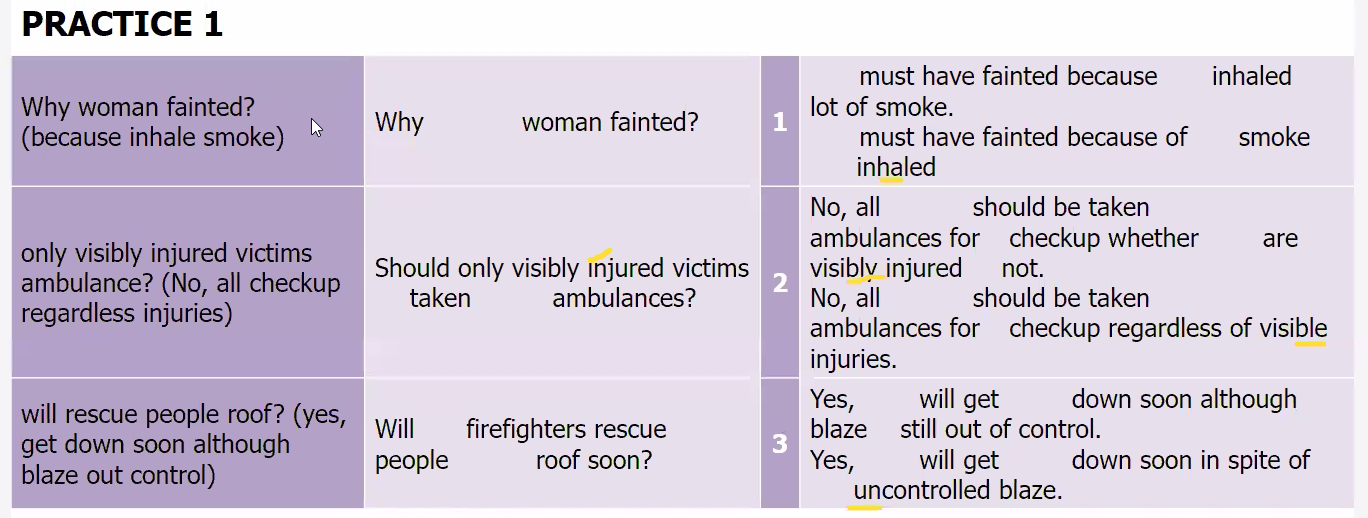 PRACTICE 1
Why woman fainted?
(because inhale smoke)
Why woman fainted?
1
must have fainted because inhaled
lot of smoke.
must have fainted because of smoke
inhaled
only visibly injured victims
ambulance? (No, all checkup
regardless injuries)
Should only visibly injured victims
taken ambulances?
2
No, all should be taken
ambulances for checkup whether are
visibly injured not.
No, all should be taken
ambulances for checkup regardless of visible
injuries.
will rescue people roof? (yes,
get down soon although
blaze out control)
Will firefighters rescue
people roof soon?
3
Yes, will get down soon although
blaze still out of control.
Yes, will get down soon in spite of
uncontrolled blaze.